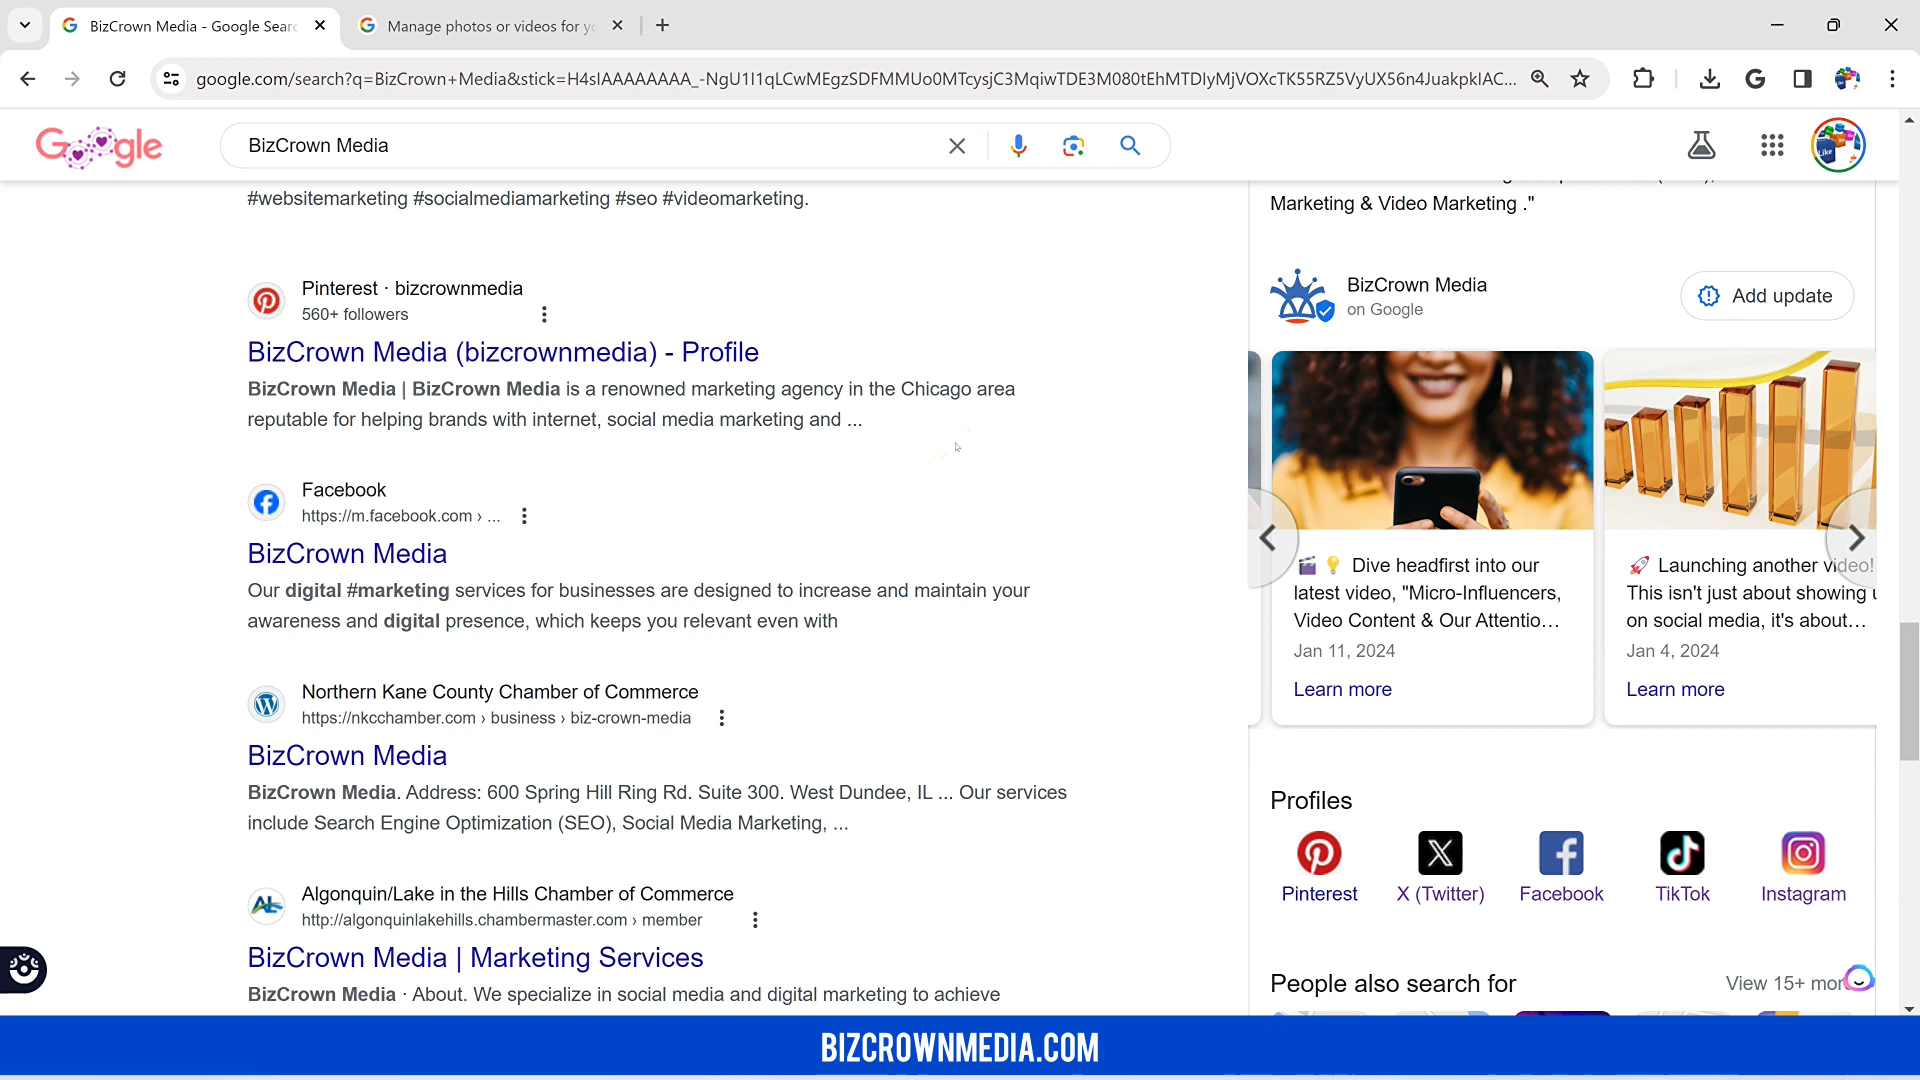 BizCrown Media - Google Searc
Manage photos or videos for yo
google.com/search?q=BizCrown+Media&stick=
Google
BizCrown Media
Like
#websitemarketing #socialmediamarketing #seo #videomarketing.
Pinterest · bizcrownmedia
560+ followers
BizCrown Media (bizcrownmedia) - Profile
BizCrown Media | BizCrown Media is a renowned marketing agency in the Chicago area
reputable for helping brands with internet, social media marketing and ...
Facebook
https://m.facebook.com › ...
BizCrown Media
Our digital #marketing services for businesses are designed to increase and maintain your
awareness and digital presence, which keeps you relevant even with
Northern Kane County Chamber of Commerce
https://nkcchamber.com › business › biz-crown-media
BizCrown Media
BizCrown Media. Address: 600 Spring Hill Ring Rd. Suite 300. West Dundee, IL ... Our services
include Search Engine Optimization (SEO), Social Media Marketing, ...
Algonquin/Lake in the Hills Chamber of Commerce
http://algonquinlakehills.chambermaster.com › member
BizCrown Media | Marketing Services
BizCrown Media · About. We specialize in social media and digital marketing to achieve
Marketing & Video Marketing ."
BizCrown Media
on Google
Add update
🎬 💡 Dive headfirst into our
latest video, "Micro-Influencers,
Video Content & Our Attentio...
Jan 11, 2024
Learn more
🚀 Launching another video!
This isn't just about showing u
on social media, it's about...
Jan 4, 2024
Learn more
Profiles
Pinterest
X (Twitter)
Facebook
TikTok
Instagram
People also search for
View 15+ mor
BIZCROWNMEDIA.COM